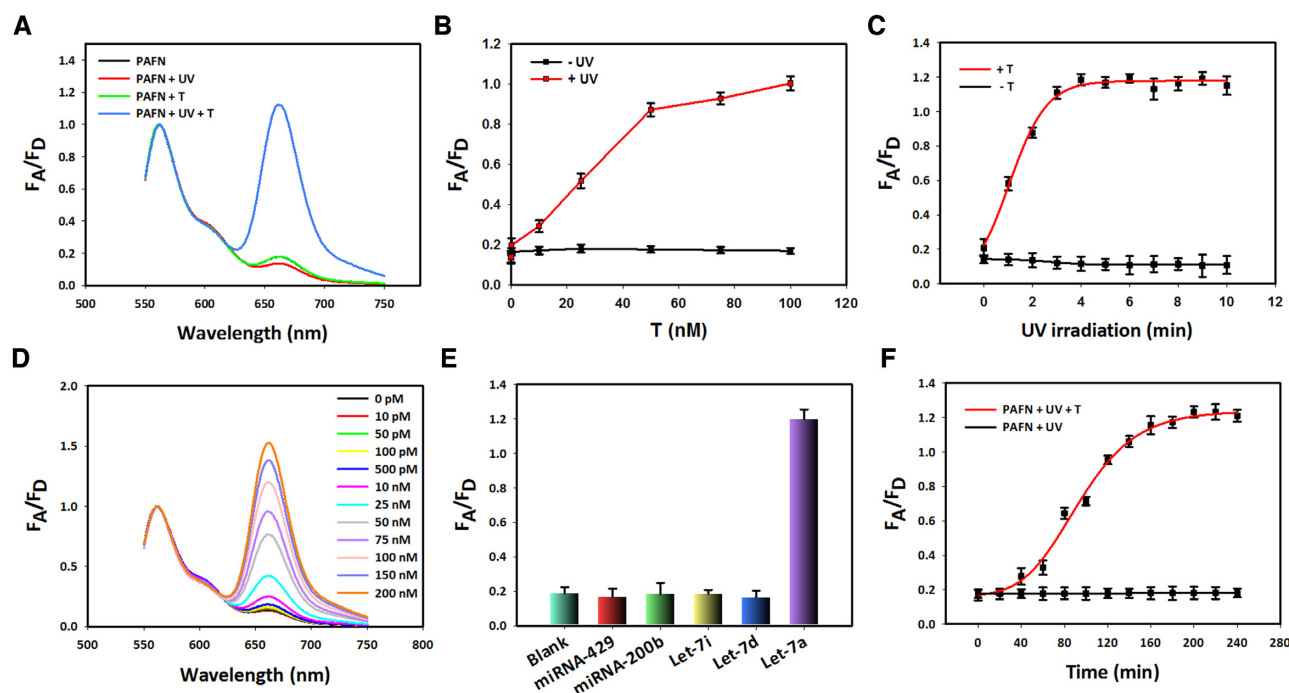 A
PAFN
PAFN + UV
PAFN + T
PAFN + UV + T
FA/FD
1.4
1.2
1.0
0.8
0.6
0.4
0.2
0.0
500 550 600 650 700 750 800
Wavelength (nm)
B
- UV
+ UV
FA/FD
1.2
1.0
0.8
0.6
0.4
0.2
0.0
0 20 40 60 80 100 120
T (nM)
C
+ T
- T
FA/FD
1.4
1.2
1.0
0.8
0.6
0.4
0.2
0.0
0 2 4 6 8 10 12
UV irradiation (min)
D
0 pM
10 pM
50 pM
100 pM
500 pM
10 nM
25 nM
50 nM
75 nM
100 nM
150 nM
200 nM
FA/FD
2.0
1.5
1.0
0.5
0.0
500 550 600 650 700 750 800
Wavelength (nm)
E
FA/FD
1.4
1.2
1.0
0.8
0.6
0.4
0.2
0.0
Blank
miRNA-429
miRNA-200b
Let-7i
Let-7d
Let-7a
F
PAFN + UV + T
PAFN + UV
FA/FD
1.4
1.2
1.0
0.8
0.6
0.4
0.2
0.0
0 40 80 120 160 200 240 280
Time (min)